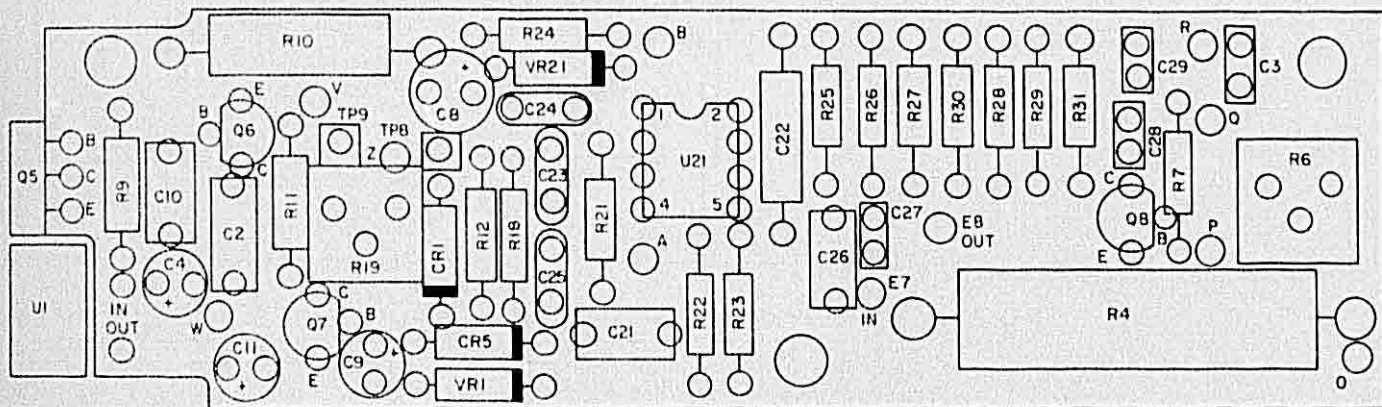 R10
R24
B
VR21
C8
+
C24
V
TP9
TP8
Z
B
E
Q6
C
B
C
E
Q5
R9
C10
C2
R11
R19
CR1
R12
R18
C23
C25
R21
1
2
U21
4
5
A
C22
R25
R26
R27
R30
R28
R29
R31
C29
R
C3
Q
C28
R7
R6
C
Q8
B
E
P
C27
C26
E8
OUT
E7
IN
R4
O
U1
IN
OUT
C4
+
W
C11
+
C
Q7
B
E
C9
+
CR5
VR1
C21
R22
R23